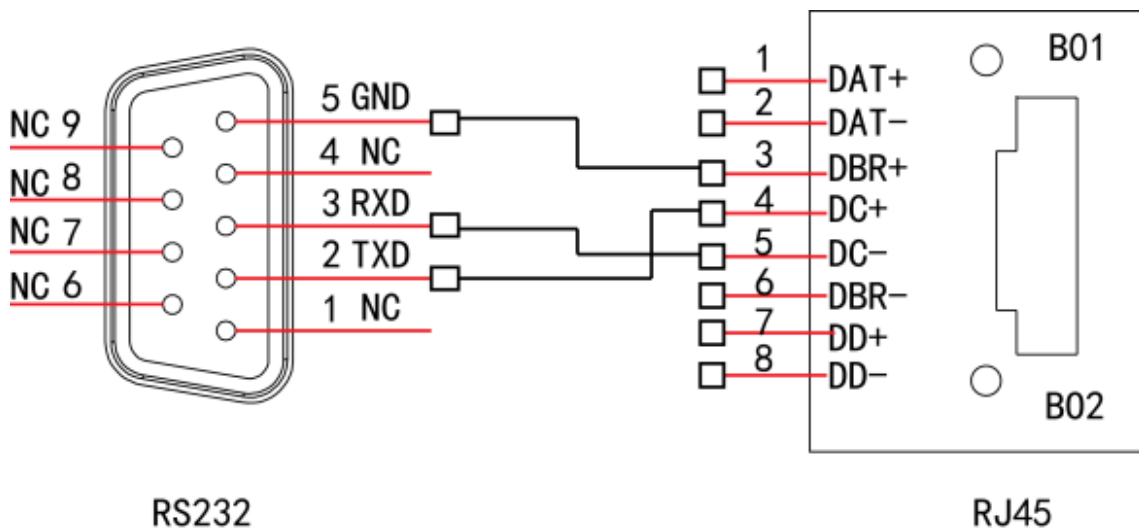 NC 9
NC 8
NC 7
NC 6
5 GND
4 NC
3 RXD
2 TXD
1 NC
RS232
1 DAT+
2 DAT-
3 DBR+
4 DC+
5 DC-
6 DBR-
7 DD+
8 DD-
B01
B02
RJ45